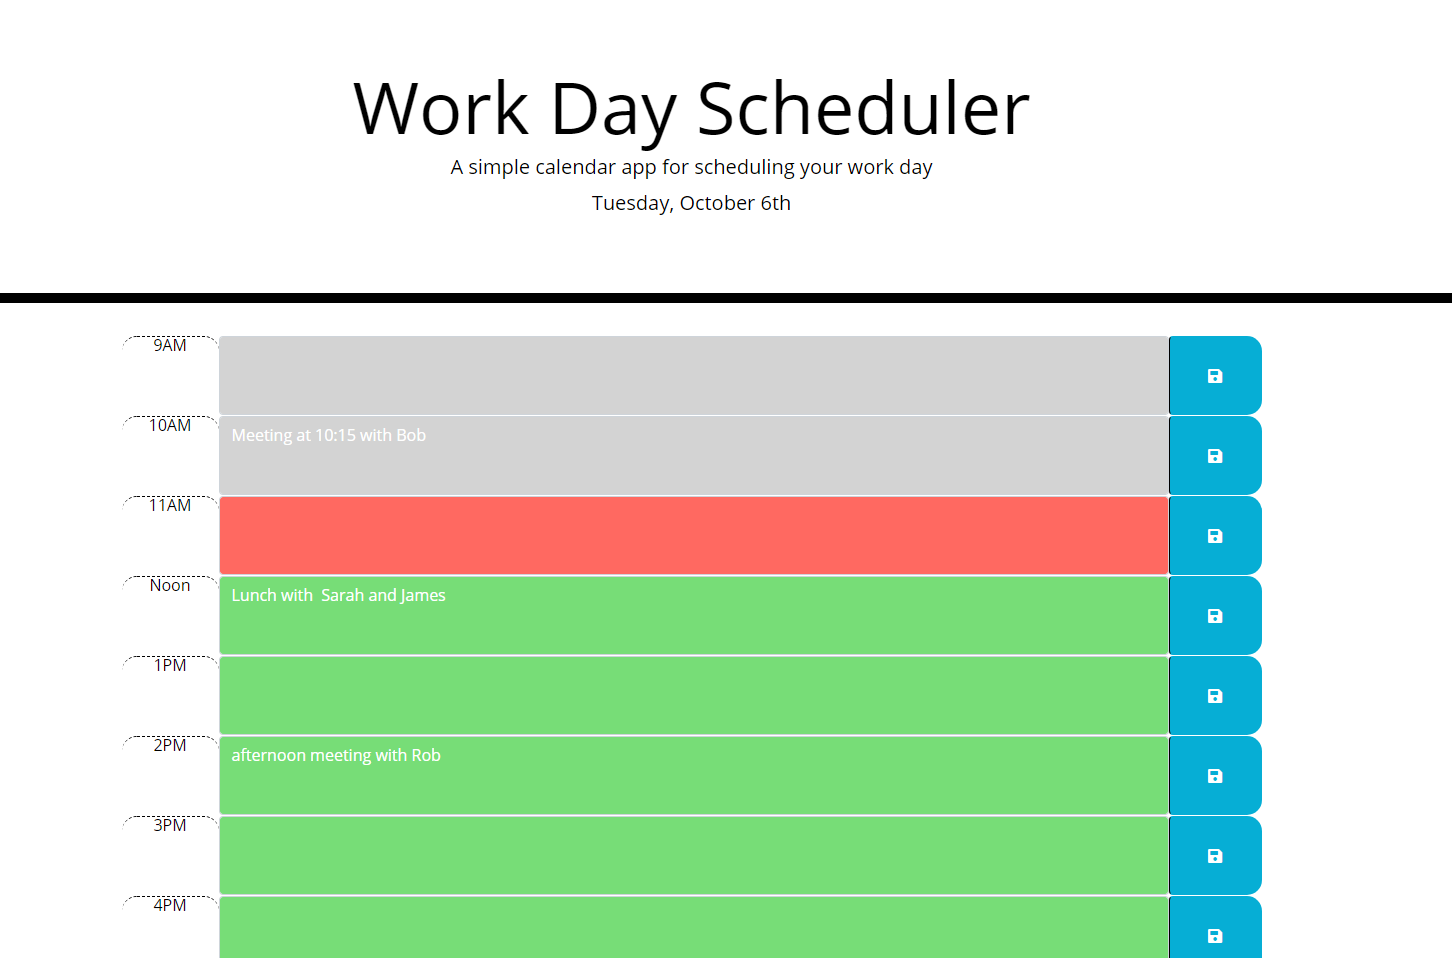 Work Day Scheduler
A simple calendar app for scheduling your work day
Tuesday, October 6th
9AM
10AM
Meeting at 10:15 with Bob
11AM
Noon
Lunch with  Sarah and James
1PM
2PM
afternoon meeting with Rob
3PM
4PM